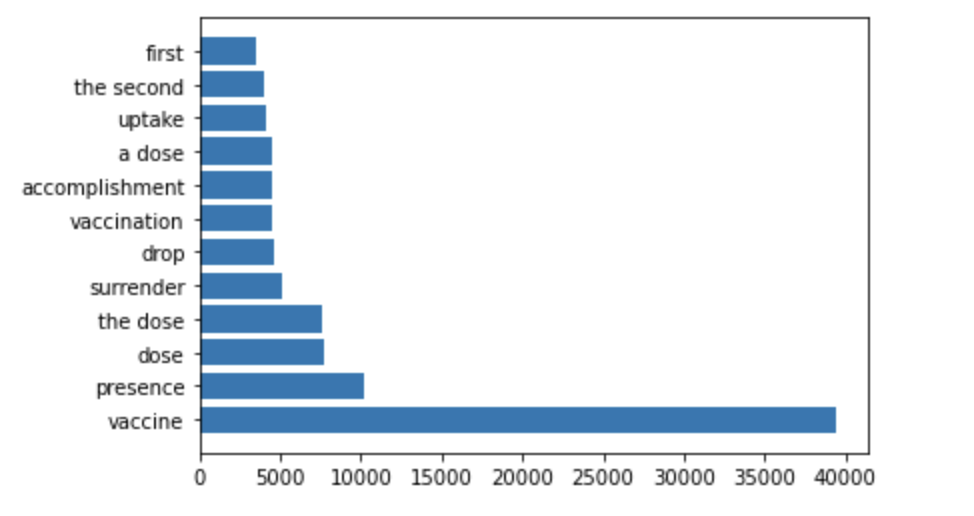 first
the second
uptake
a dose
accomplishment
vaccination
drop
surrender
the dose
dose
presence
vaccine
0 5000 10000 15000 20000 25000 30000 35000 40000